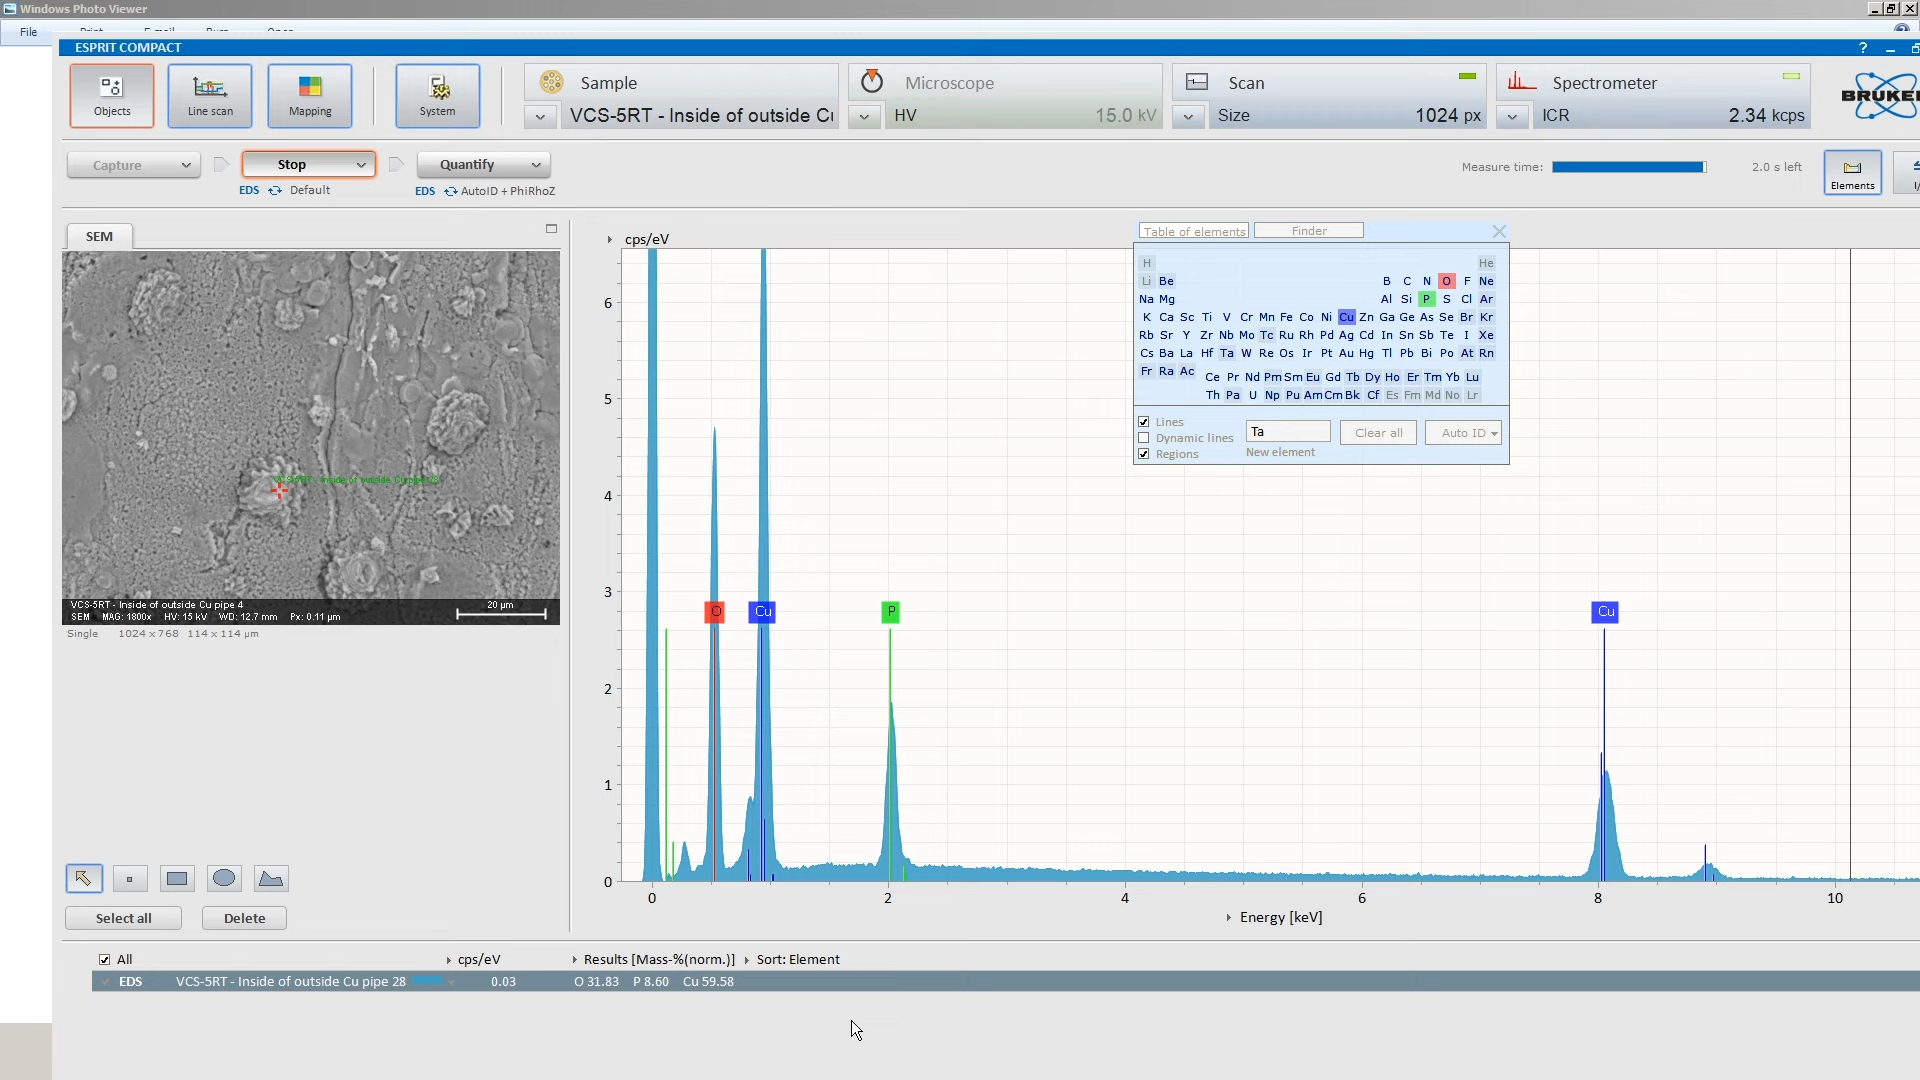 Windows Photo Viewer
File
ESPRIT COMPACT
?
Objects
Line scan
Mapping
System
Sample
VCS-5RT - Inside of outside Cu
Microscope
HV 15.0 kV
Scan
Size 1024 px
Spectrometer
ICR 2.34 kcps
BRUKER
Capture
Stop
EDS Default
Quantify
EDS AutoID + PhiRhoZ
Measure time: 2.0 s left
Elements
SEM
VCS-5RT - Inside of outside Cu pipe 28
VCS-5RT - Inside of outside Cu pipe 4
SEM MAG: 1800x HV: 15 kV WD: 12.7 mm Px: 0.11 µm
20 µm
Single 1024 x 768 114 x 114 µm
cps/eV
6
5
4
3
2
1
0
O Cu P Cu
0 2 4 6 8 10
Energy [keV]
Table of elements Finder
H He
Li Be B C N O F Ne
Na Mg Al Si P S Cl Ar
K Ca Sc Ti V Cr Mn Fe Co Ni Cu Zn Ga Ge As Se Br Kr
Rb Sr Y Zr Nb Mo Tc Ru Rh Pd Ag Cd In Sn Sb Te I Xe
Cs Ba La Hf Ta W Re Os Ir Pt Au Hg Tl Pb Bi Po At Rn
Fr Ra Ac
Ce Pr Nd Pm Sm Eu Gd Tb Dy Ho Er Tm Yb Lu
Th Pa U Np Pu Am Cm Bk Cf Es Fm Md No Lr
Lines
Dynamic lines
Regions
Ta
New element
Clear all
Auto ID
Select all
Delete
All cps/eV Results [Mass-%(norm.)] Sort: Element
EDS VCS-5RT - Inside of outside Cu pipe 28 0.03 O 31.83 P 8.60 Cu 59.58